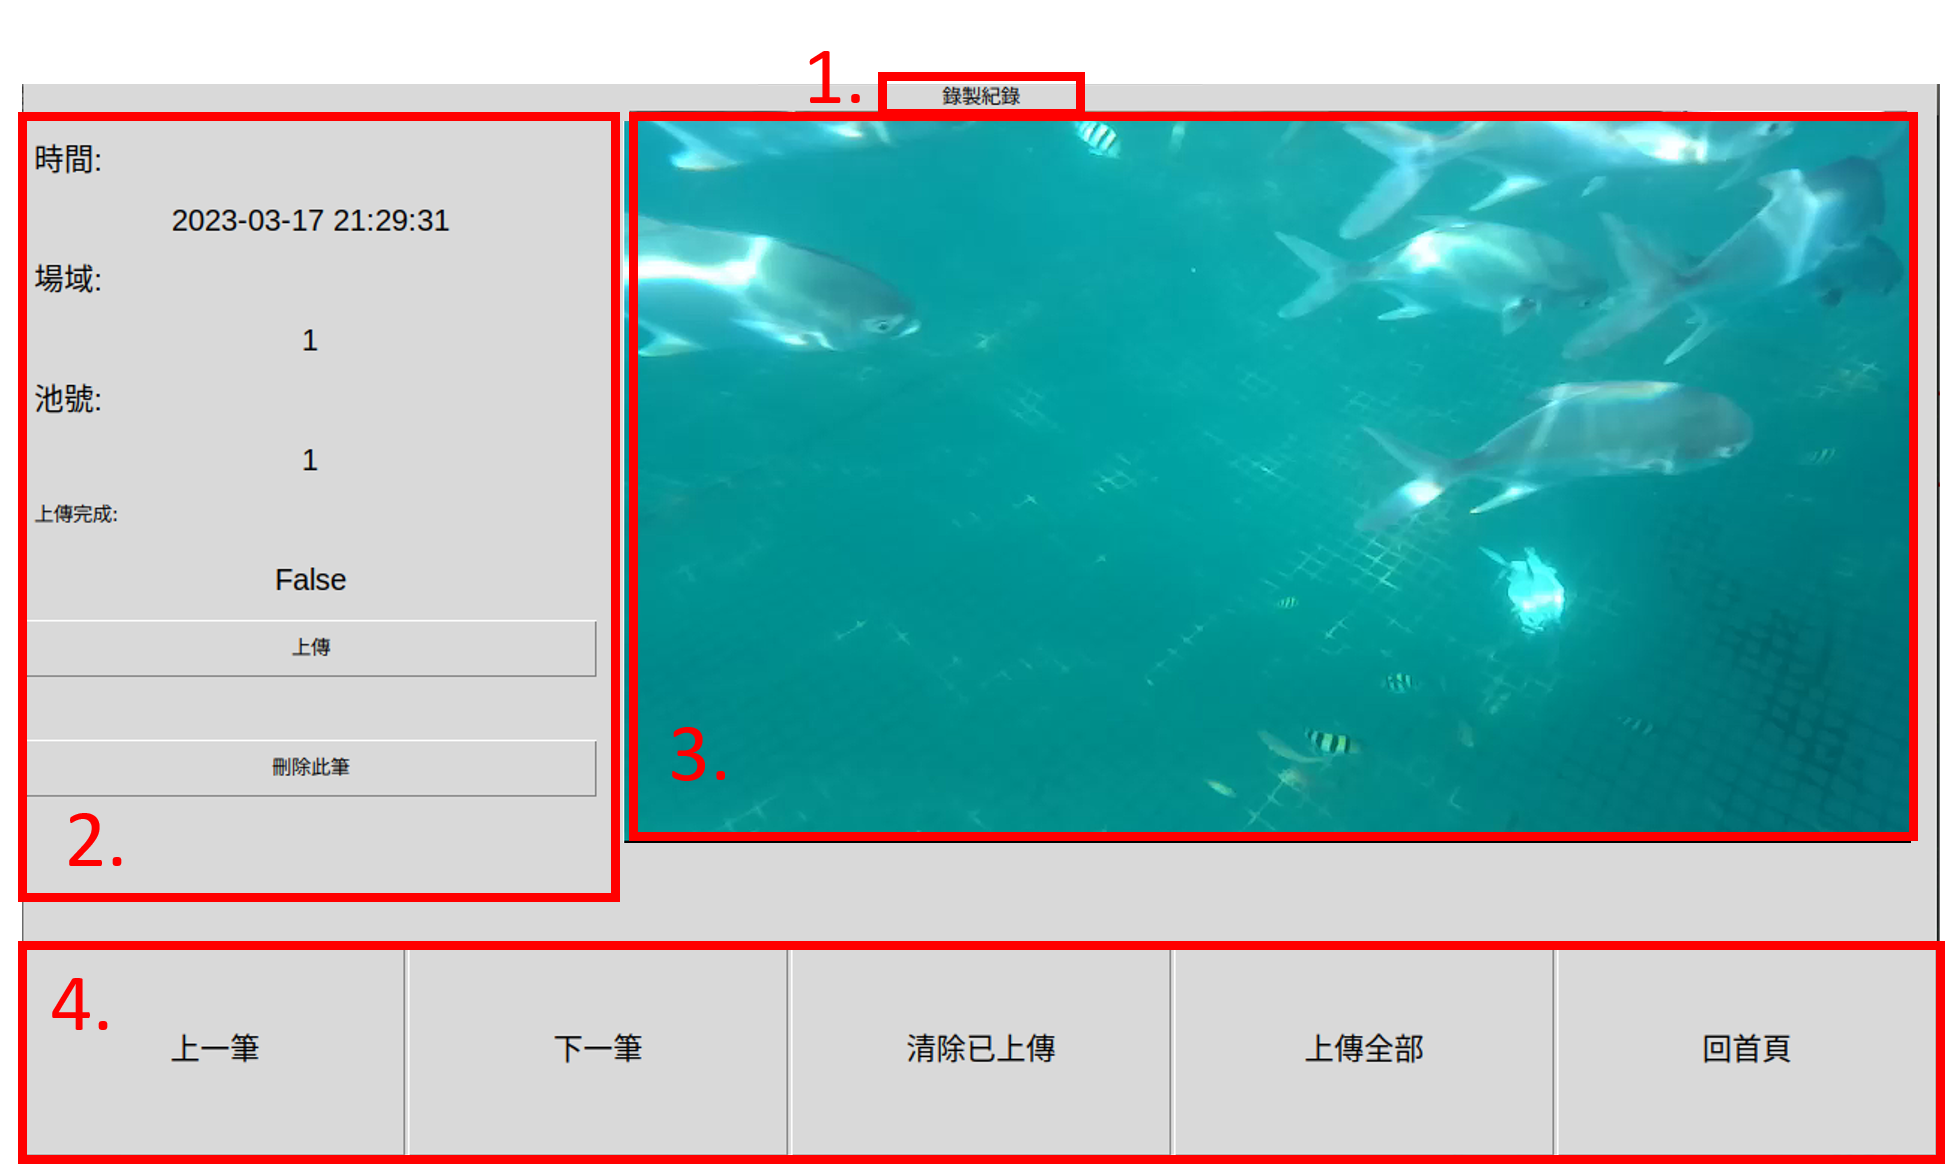 1.
錄製紀錄
時間:
2023-03-17 21:29:31
場域:
1
池號:
1
上傳完成:
False
上傳
刪除此筆
2.
3.
4.
上一筆
下一筆
清除已上傳
上傳全部
回首頁